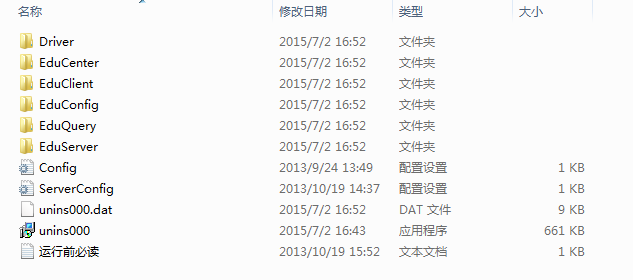 名称 修改日期 类型 大小
Driver 2015/7/2 16:52 文件夹
EduCenter 2015/7/2 16:52 文件夹
EduClient 2015/7/2 16:52 文件夹
EduConfig 2015/7/2 16:52 文件夹
EduQuery 2015/7/2 16:52 文件夹
EduServer 2015/7/2 16:52 文件夹
Config 2013/9/24 13:49 配置设置 1 KB
ServerConfig 2013/10/19 14:37 配置设置 1 KB
unins000.dat 2015/7/2 16:52 DAT 文件 9 KB
unins000 2015/7/2 16:43 应用程序 661 KB
运行前必读 2013/10/19 15:52 文本文档 1 KB